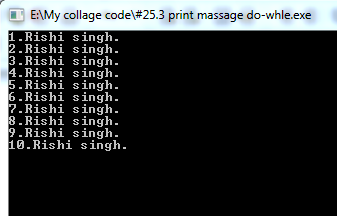 E:\My collage code\#25.3 print massage do-whle.exe
1.Rishi singh.
2.Rishi singh.
3.Rishi singh.
4.Rishi singh.
5.Rishi singh.
6.Rishi singh.
7.Rishi singh.
8.Rishi singh.
9.Rishi singh.
10.Rishi singh.